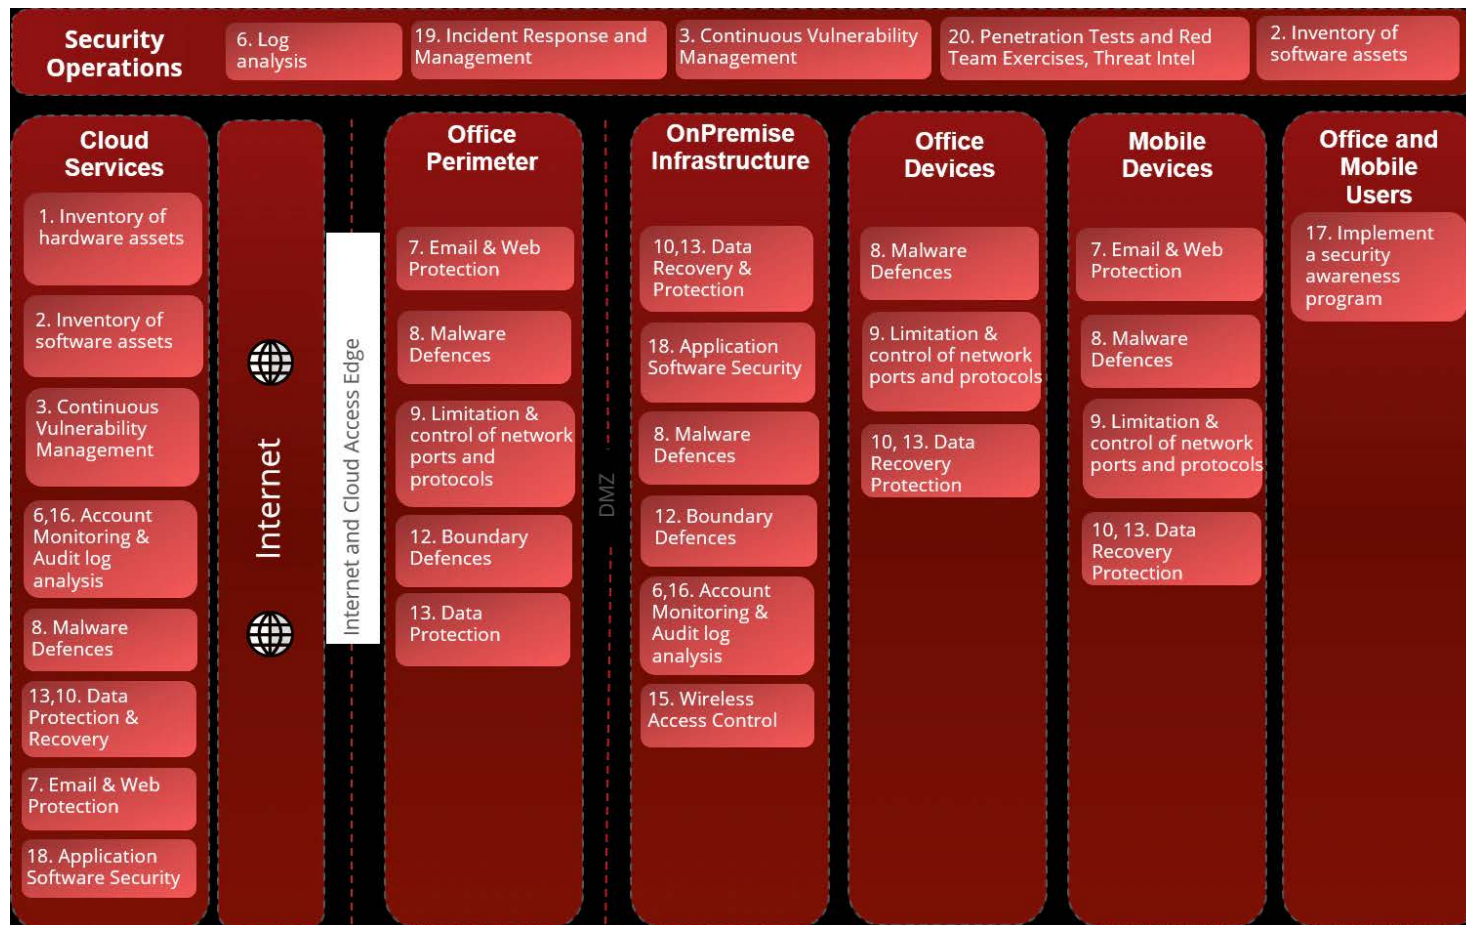 Security
Operations
6. Log
analysis
19. Incident Response and
Management
3. Continuous Vulnerability
Management
20. Penetration Tests and Red
Team Exercises, Threat Intel
2. Inventory of
software assets
Cloud
Services
1. Inventory of
hardware assets
2. Inventory of
software assets
3. Continuous
Vulnerability
Management
6,16. Account
Monitoring &
Audit log
analysis
8. Malware
Defences
13,10. Data
Protection &
Recovery
7. Email & Web
Protection
18. Application
Software Security
Internet
Internet and Cloud Access Edge
Office
Perimeter
7. Email & Web
Protection
8. Malware
Defences
9. Limitation &
control of network
ports and
protocols
12. Boundary
Defences
13. Data
Protection
DMZ
OnPremise
Infrastructure
10,13. Data
Recovery &
Protection
18. Application
Software Security
8. Malware
Defences
12. Boundary
Defences
6,16. Account
Monitoring &
Audit log
analysis
15. Wireless
Access Control
Office
Devices
8. Malware
Defences
9. Limitation &
control of network
ports and protocols
10, 13. Data
Recovery
Protection
Mobile
Devices
7. Email & Web
Protection
8. Malware
Defences
9. Limitation &
control of network
ports and protocols
10, 13. Data
Recovery
Protection
Office and
Mobile
Users
17. Implement
a security
awareness
program